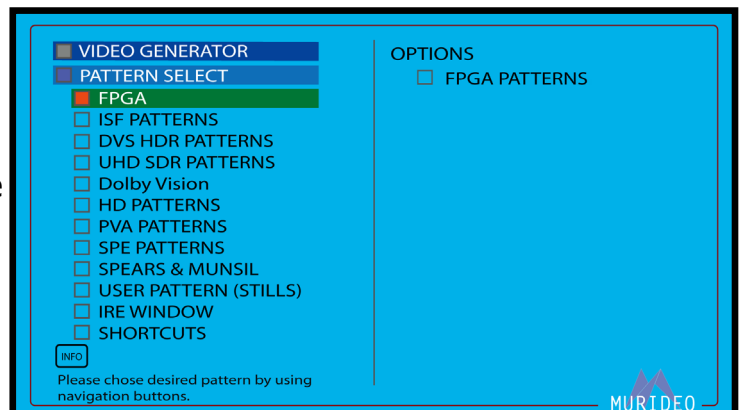 VIDEO GENERATOR
PATTERN SELECT
FPGA
ISF PATTERNS
DVS HDR PATTERNS
UHD SDR PATTERNS
Dolby Vision
HD PATTERNS
PVA PATTERNS
SPE PATTERNS
SPEARS & MUNSIL
USER PATTERN (STILLS)
IRE WINDOW
SHORTCUTS
INFO
Please chose desired pattern by using
navigation buttons.
OPTIONS
FPGA PATTERNS
MURIDEO
e